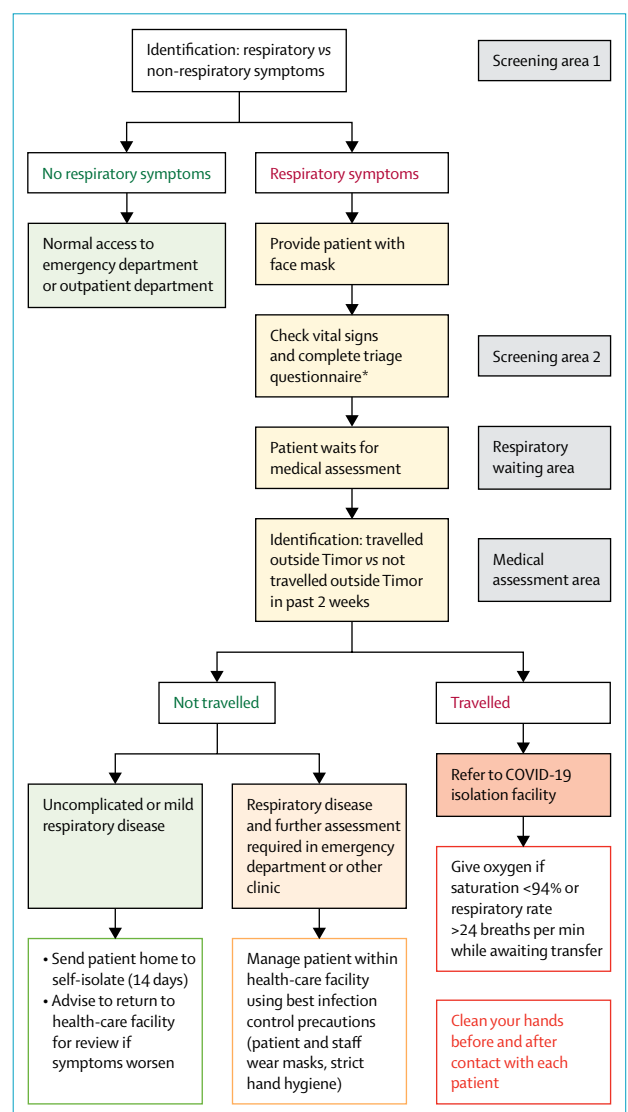 Identification: respiratory vs
non-respiratory symptoms
Screening area 1
No respiratory symptoms
Respiratory symptoms
Normal access to
emergency department
or outpatient department
Provide patient with
face mask
Check vital signs
and complete triage
questionnaire*
Screening area 2
Patient waits for
medical assessment
Respiratory
waiting area
Identification: travelled
outside Timor vs not
travelled outside Timor
in past 2 weeks
Medical
assessment area
Not travelled
Travelled
Uncomplicated or mild
respiratory disease
Respiratory disease
and further assessment
required in emergency
department or other
clinic
Refer to COVID-19
isolation facility
Give oxygen if
saturation <94% or
respiratory rate
>24 breaths per min
while awaiting transfer
• Send patient home to
self-isolate (14 days)
• Advise to return to
health-care facility
for review if
symptoms worsen
Manage patient within
health-care facility
using best infection
control precautions
(patient and staff
wear masks, strict
hand hygiene)
Clean your hands
before and after
contact with each
patient